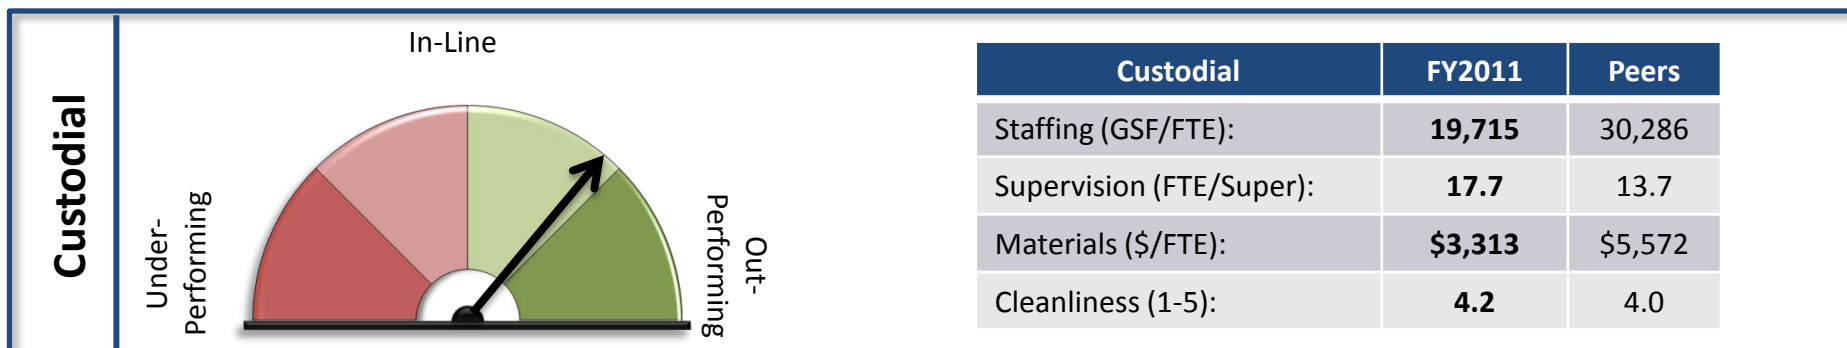 Custodial
In-Line
Under-
Performing
Out-
Performing
Custodial FY2011 Peers
Staffing (GSF/FTE): 19,715 30,286
Supervision (FTE/Super): 17.7 13.7
Materials ($/FTE): $3,313 $5,572
Cleanliness (1-5): 4.2 4.0